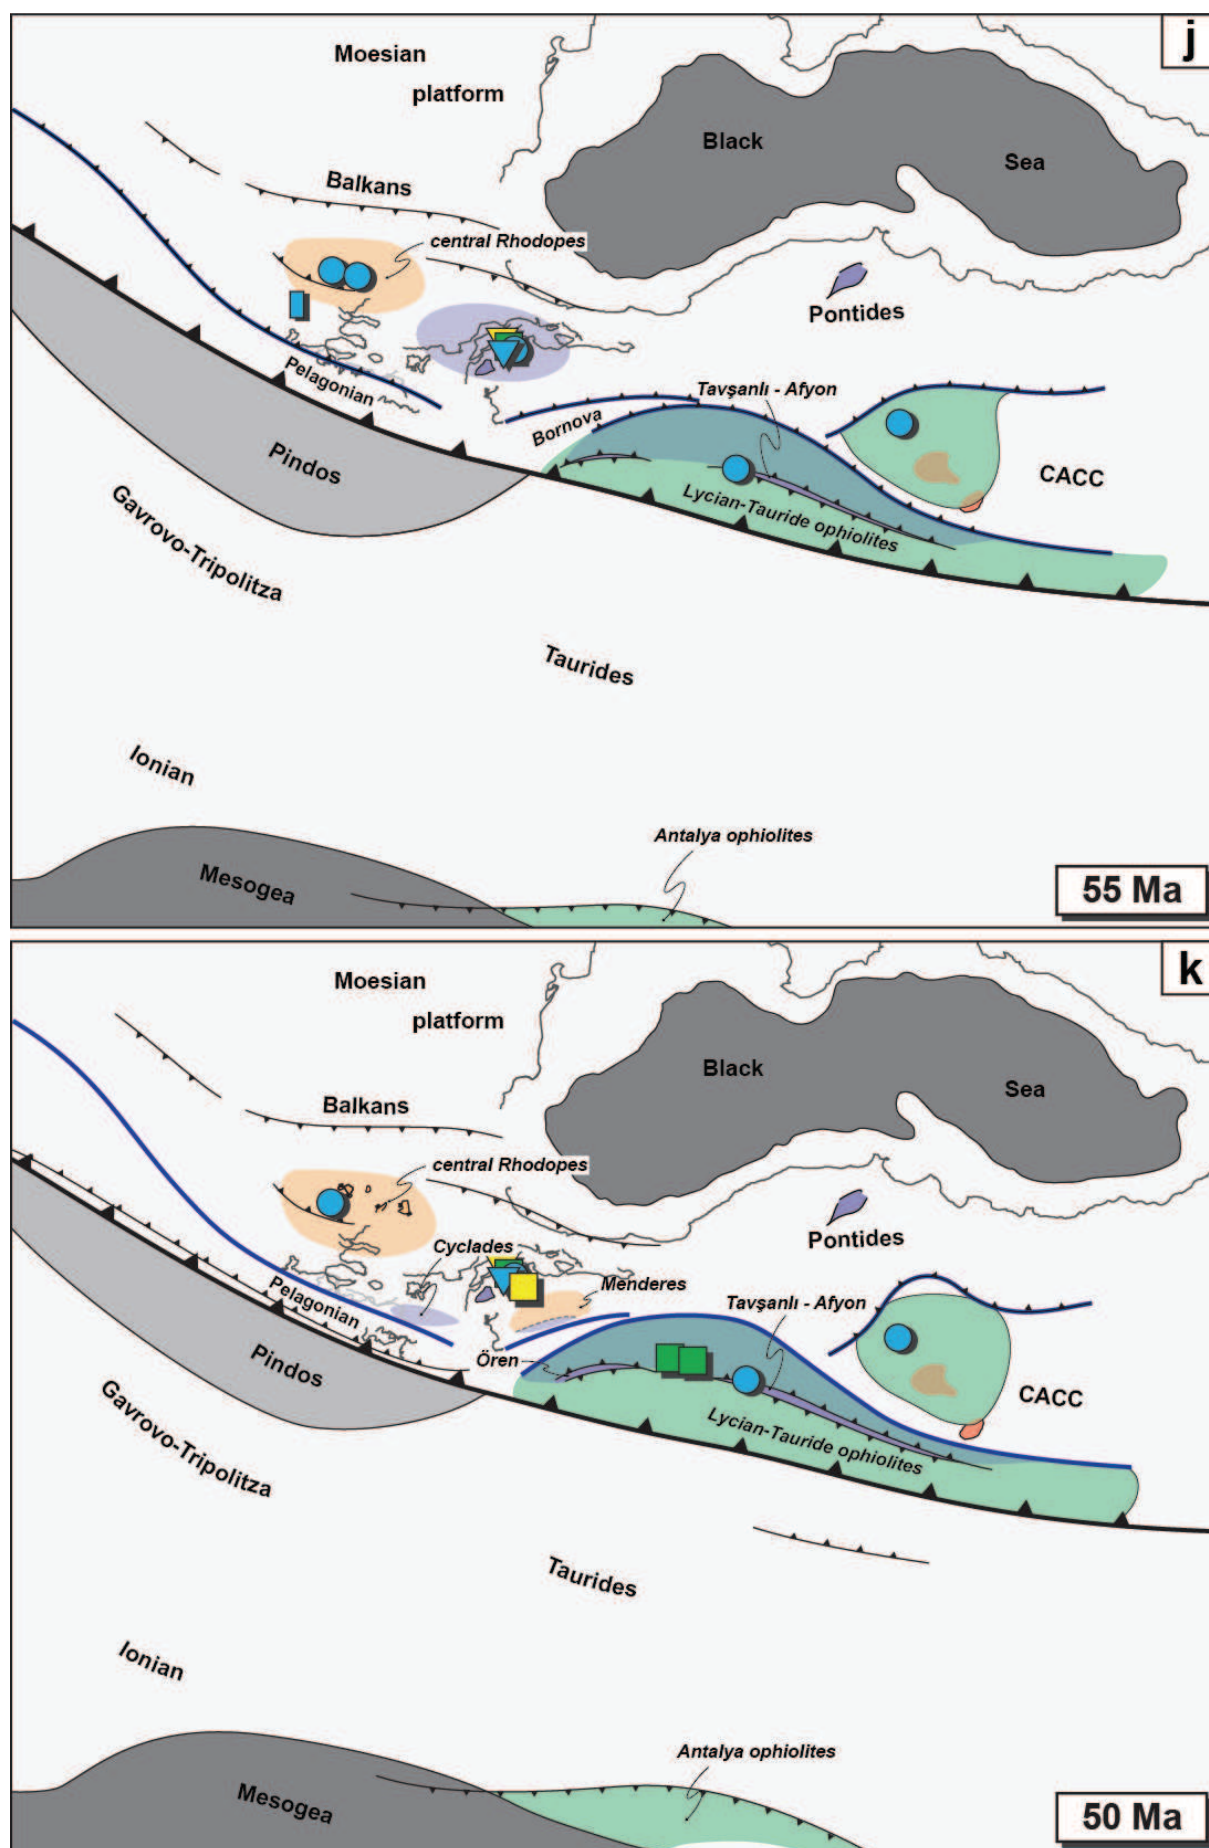 j
Moesian
platform
Black
Sea
Balkans
central Rhodopes
Pontides
Pelagonian
Tavşanlı - Afyon
Bornova
Pindos
CACC
Lycian-Tauride ophiolites
Gavrovo-Tripolitza
Taurides
Ionian
Antalya ophiolites
Mesogea
55 Ma
k
Moesian
platform
Black
Sea
Balkans
central Rhodopes
Pontides
Cyclades
Menderes
Pelagonian
Tavşanlı - Afyon
Ören
Pindos
CACC
Lycian-Tauride ophiolites
Gavrovo-Tripolitza
Taurides
Ionian
Antalya ophiolites
Mesogea
50 Ma